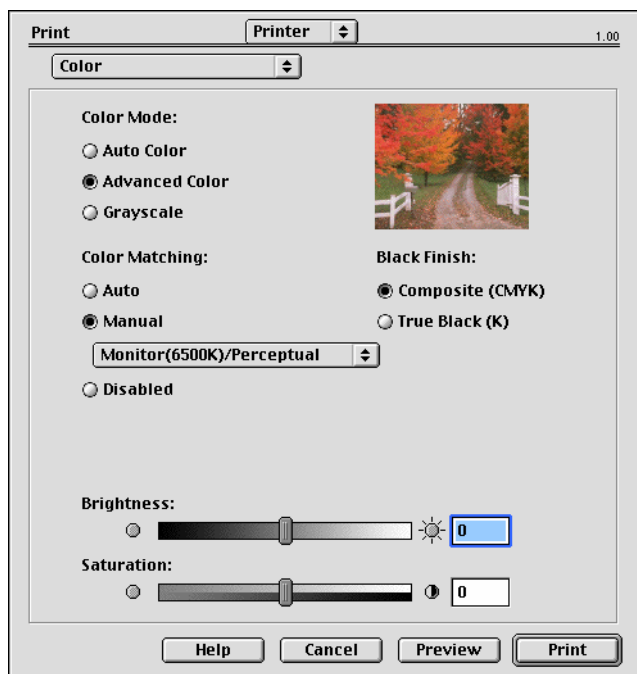 Print
Printer
1.00
Color
Color Mode:
Auto Color
Advanced Color
Grayscale
Color Matching:
Auto
Manual
Monitor(6500K)/Perceptual
Disabled
Black Finish:
Composite (CMYK)
True Black (K)
Brightness:
0
Saturation:
0
Help
Cancel
Preview
Print